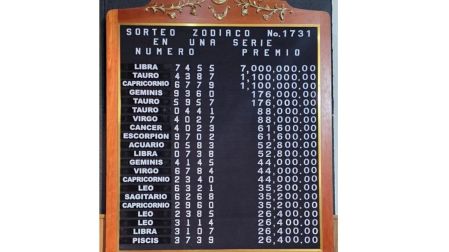 SORTEO ZODIACO No.1731
EN UNA SERIE
NUMERO PREMIO
LIBRA 7455 7,000,000.00
TAURO 4387 1,100,000.00
CAPRICORNIO 6779 1,100,000.00
GEMINIS 9360 176,000.00
TAURO 5957 176,000.00
TAURO 0441 88,000.00
VIRGO 4027 88,000.00
CANCER 4023 61,600.00
ESCORPION 9702 61,600.00
ACUARIO 0583 52,800.00
LIBRA 0738 52,800.00
GEMINIS 4145 44,000.00
VIRGO 6784 44,000.00
CAPRICORNIO 2340 44,000.00
LEO 6321 35,200.00
SAGITARIO 6268 35,200.00
CAPRICORNIO 2960 35,200.00
LEO 2385 26,400.00
LEO 3114 26,400.00
LIBRA 3107 26,400.00
PISCIS 3739 26,400.00